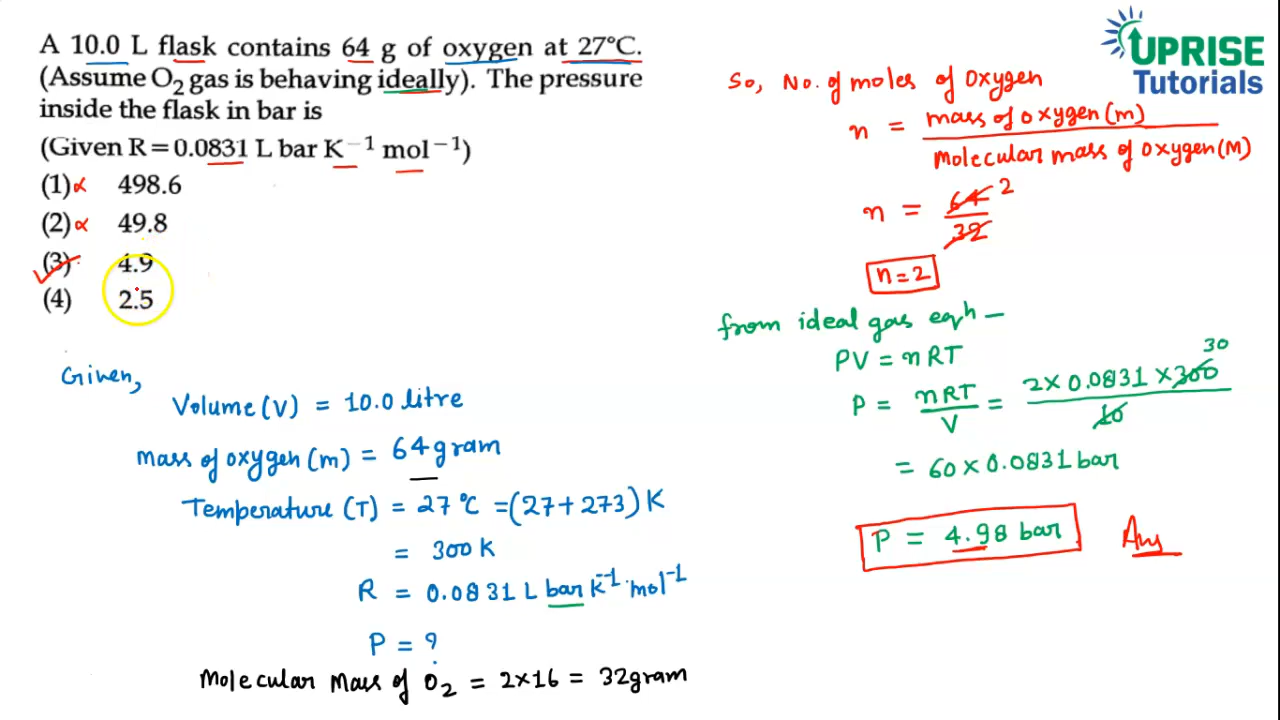 A 10.0 L flask contains 64 g of oxygen at 27°C.
(Assume O₂ gas is behaving ideally). The pressure
inside the flask in bar is
(Given R = 0.0831 L bar K⁻¹ mol⁻¹)
(1) 498.6
(2) 49.8
(3) 4.9
(4) 2.5
Given,
Volume (V) = 10.0 litre
Mass of oxygen (m) = 64 gram
Temperature (T) = 27 °C = (27 + 273) K
= 300 K
R = 0.0831 L bar K⁻¹ · mol⁻¹
P = ?
Molecular Mass of O₂ = 2×16 = 32 gram
UPRISE
Tutorials
So, No. of moles of Oxygen
n = mass of oxygen (m)
Molecular mass of Oxygen (M)
n = 64 2
32
n = 2
from ideal gas eqn –
PV = nRT
30
P = nRT = 2 × 0.0831 × 300
V 10
= 60 × 0.0831 bar
P = 4.98 bar Ans